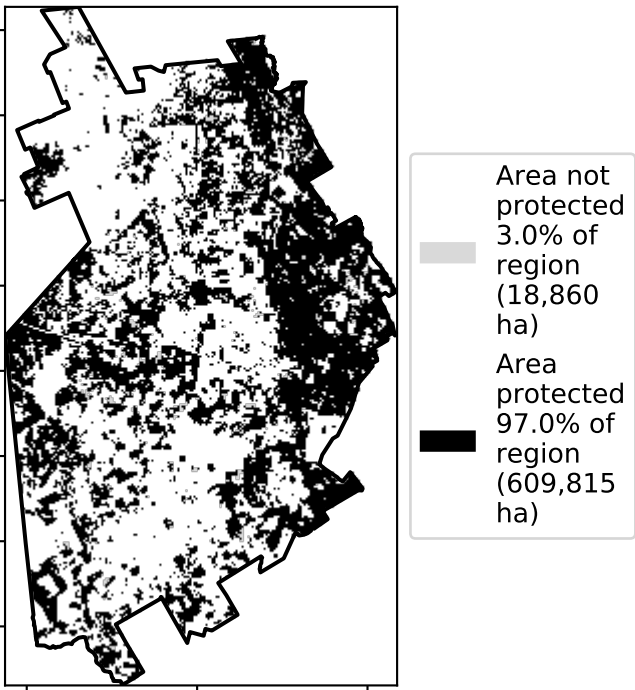 Area not
protected
3.0% of
region
(18,860
ha)
Area
protected
97.0% of
region
(609,815
ha)